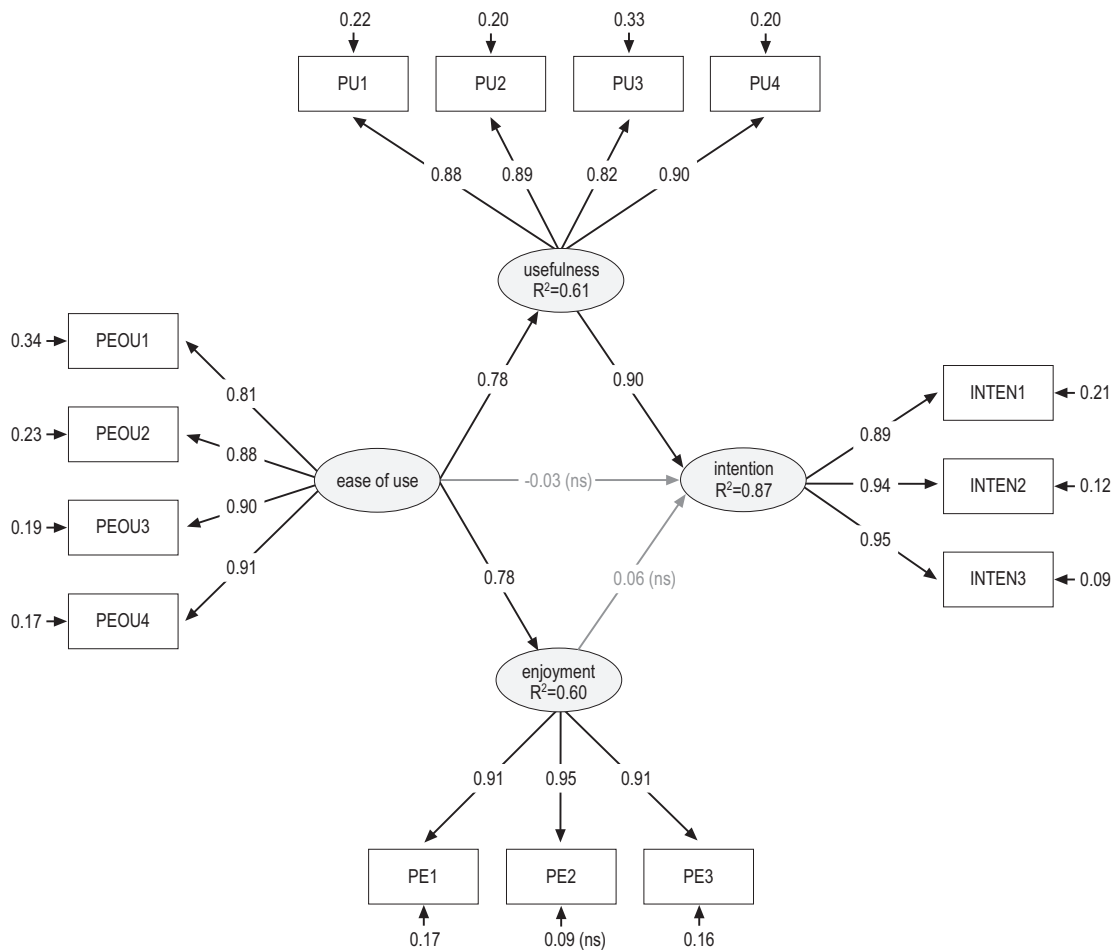 0.22
0.20
0.33
0.20
PU1
PU2
PU3
PU4
0.88
0.89
0.82
0.90
usefulness
R²=0.61
0.34
PEOU1
0.81
0.78
0.90
INTEN1
0.21
0.23
PEOU2
0.88
0.89
ease of use
-0.03 (ns)
intention
R²=0.87
0.94
INTEN2
0.12
0.19
PEOU3
0.90
0.95
0.91
0.78
0.06 (ns)
INTEN3
0.09
0.17
PEOU4
enjoyment
R²=0.60
0.91
0.95
0.91
PE1
PE2
PE3
0.17
0.09 (ns)
0.16